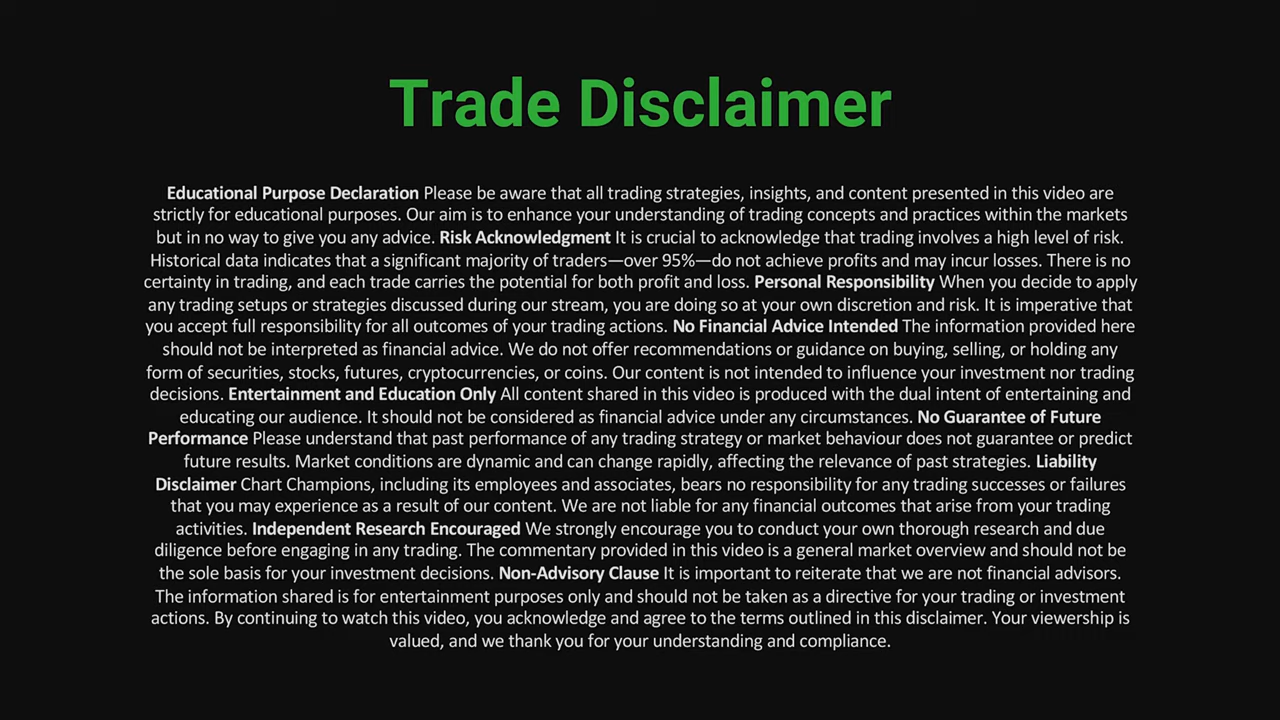 Trade Disclaimer
Educational Purpose Declaration Please be aware that all trading strategies, insights, and content presented in this video are
strictly for educational purposes. Our aim is to enhance your understanding of trading concepts and practices within the markets
but in no way to give you any advice. Risk Acknowledgment It is crucial to acknowledge that trading involves a high level of risk.
Historical data indicates that a significant majority of traders—over 95%—do not achieve profits and may incur losses. There is no
certainty in trading, and each trade carries the potential for both profit and loss. Personal Responsibility When you decide to apply
any trading setups or strategies discussed during our stream, you are doing so at your own discretion and risk. It is imperative that
you accept full responsibility for all outcomes of your trading actions. No Financial Advice Intended The information provided here
should not be interpreted as financial advice. We do not offer recommendations or guidance on buying, selling, or holding any
form of securities, stocks, futures, cryptocurrencies, or coins. Our content is not intended to influence your investment nor trading
decisions. Entertainment and Education Only All content shared in this video is produced with the dual intent of entertaining and
educating our audience. It should not be considered as financial advice under any circumstances. No Guarantee of Future
Performance Please understand that past performance of any trading strategy or market behaviour does not guarantee or predict
future results. Market conditions are dynamic and can change rapidly, affecting the relevance of past strategies. Liability
Disclaimer Chart Champions, including its employees and associates, bears no responsibility for any trading successes or failures
that you may experience as a result of our content. We are not liable for any financial outcomes that arise from your trading
activities. Independent Research Encouraged We strongly encourage you to conduct your own thorough research and due
diligence before engaging in any trading. The commentary provided in this video is a general market overview and should not be
the sole basis for your investment decisions. Non-Advisory Clause It is important to reiterate that we are not financial advisors.
The information shared is for entertainment purposes only and should not be taken as a directive for your trading or investment
actions. By continuing to watch this video, you acknowledge and agree to the terms outlined in this disclaimer. Your viewership is
valued, and we thank you for your understanding and compliance.